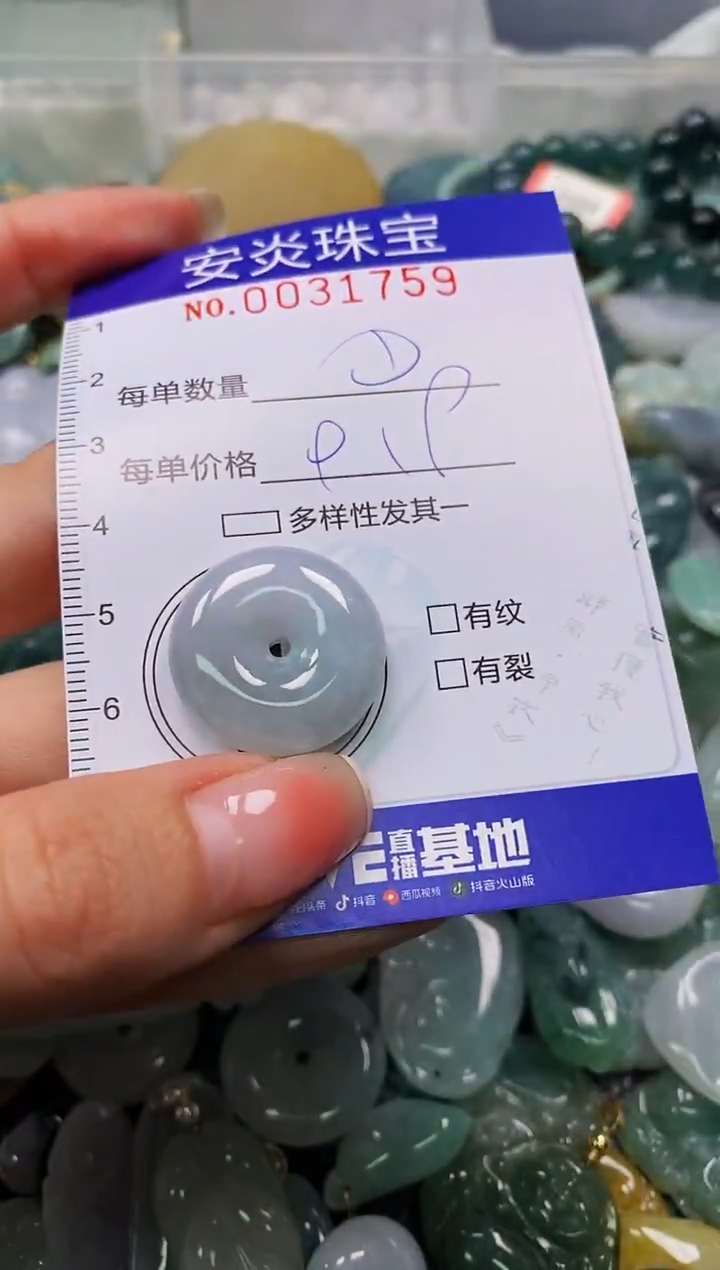 安炎珠宝
NO.0031759
1
2
每单数量
3
每单价格
4
多样性发其一
5
有纹
有裂
6
直播基地
抖音 西瓜视频 抖音火山版